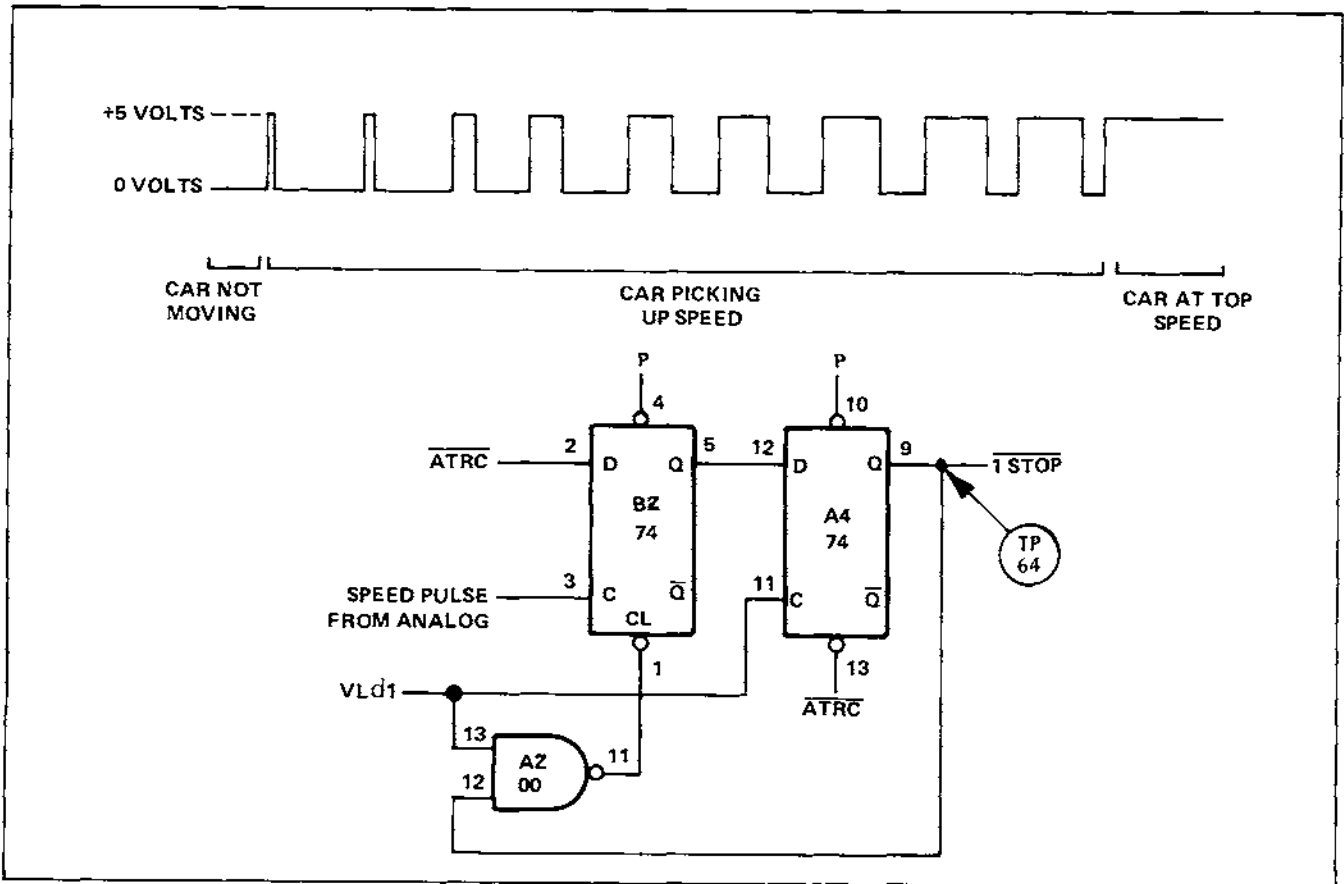 +5 VOLTS
0 VOLTS
CAR NOT
MOVING
CAR PICKING
UP SPEED
CAR AT TOP
SPEED
P
4
P
10
ATRC
2
D
Q
5
12
D
Q
9
1 STOP
B2
74
A4
74
TP
64
SPEED PULSE
FROM ANALOG
3
C
Q
CL
11
C
Q
1
13
ATRC
VLd1
13
12
A2
00
11